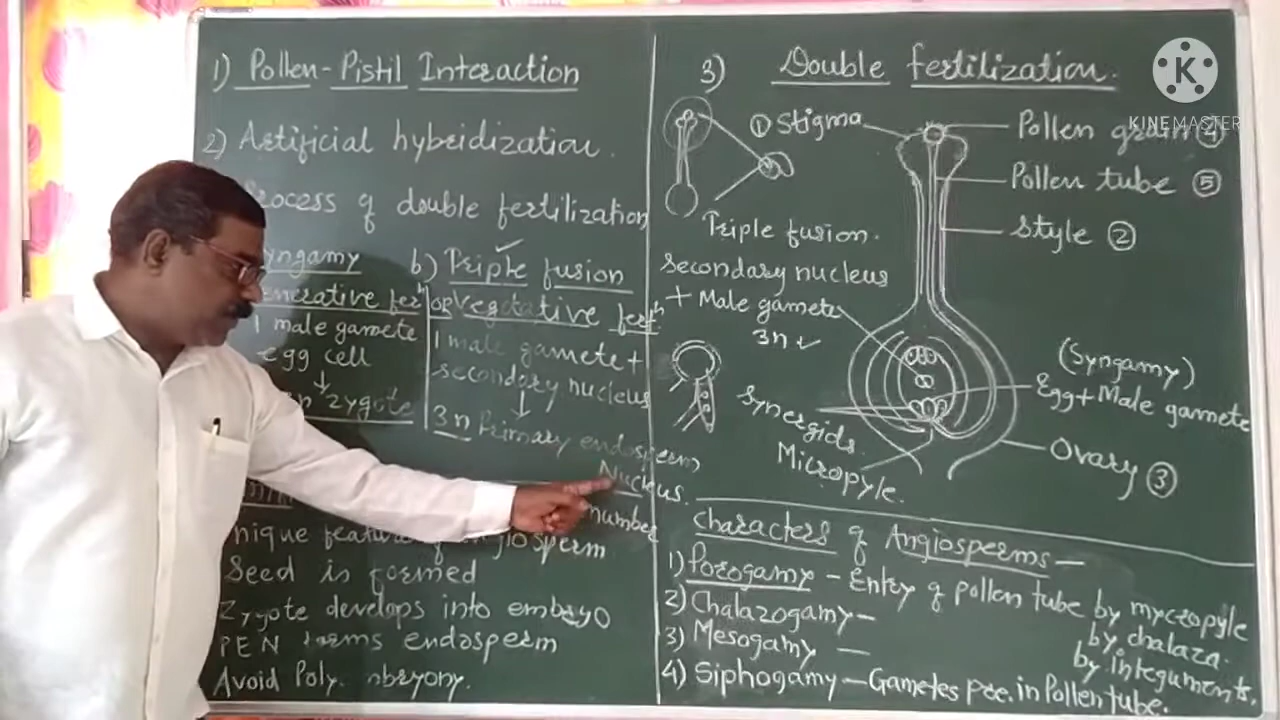 1) Pollen-Pistil Interaction
2) Artificial hybridization.
Process of double fertilization
Syngamy b) Triple fusion
Generative ferth or Vegetative ferth.
1 male gamete
egg cell
↓
zygote
1 male gamete +
secondary nucleus
↓
3n Primary endosperm
Nucleus.
number
unique feature of Angiosperm
Seed is formed
Zygote develops into embryo
PEN forms endosperm
Avoid Poly.
3) Double fertilization.
① Stigma
Pollen grain ④
Pollen tube ⑤
Style ②
Triple fusion.
Secondary nucleus
+ Male gamete
3n ✓
(Syngamy)
Egg + Male gamete
Synergids
Micropyle.
Ovary ③
Characters of Angiosperms —
1) Porogamy – Entry of pollen tube by mycropyle
2) Chalazogamy – by chalaza.
3) Mesogamy — by integuments.
4) Siphogamy – Gametes pre. in Pollen tube.
K
KINEMASTER